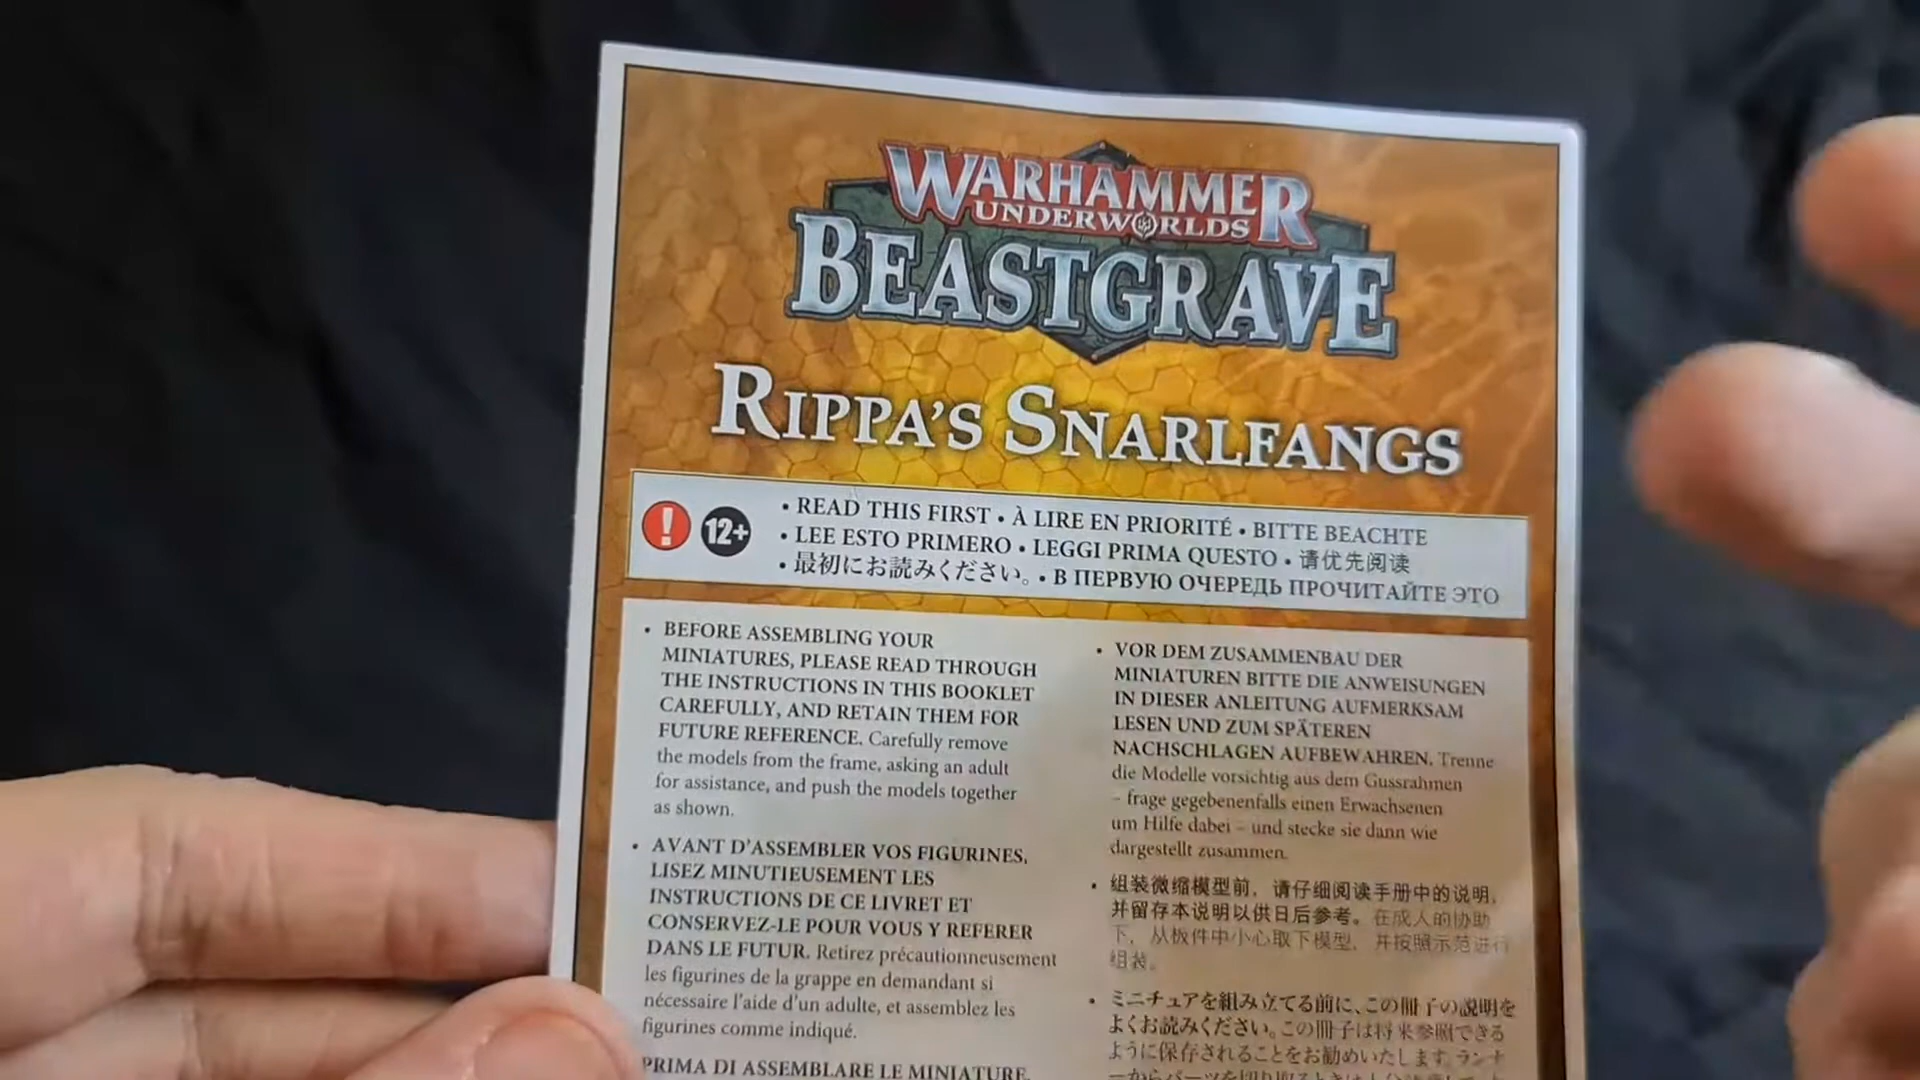 WARHAMMER
UNDERWORLDS
BEASTGRAVE
RIPPA'S SNARLFANGS
! 12+
• READ THIS FIRST • À LIRE EN PRIORITÉ • BITTE BEACHTE
• LEE ESTO PRIMERO • LEGGI PRIMA QUESTO • 请优先阅读
• 最初にお読みください。• В ПЕРВУЮ ОЧЕРЕДЬ ПРОЧИТАЙТЕ ЭТО
• BEFORE ASSEMBLING YOUR
MINIATURES, PLEASE READ THROUGH
THE INSTRUCTIONS IN THIS BOOKLET
CAREFULLY, AND RETAIN THEM FOR
FUTURE REFERENCE. Carefully remove
the models from the frame, asking an adult
for assistance, and push the models together
as shown.
• AVANT D'ASSEMBLER VOS FIGURINES,
LISEZ MINUTIEUSEMENT LES
INSTRUCTIONS DE CE LIVRET ET
CONSERVEZ-LE POUR VOUS Y REFERER
DANS LE FUTUR. Retirez précautionneusement
les figurines de la grappe en demandant si
nécessaire l'aide d'un adulte, et assemblez les
figurines comme indiqué.
PRIMA DI ASSEMBLARE LE MINIATURE,
• VOR DEM ZUSAMMENBAU DER
MINIATUREN BITTE DIE ANWEISUNGEN
IN DIESER ANLEITUNG AUFMERKSAM
LESEN UND ZUM SPÄTEREN
NACHSCHLAGEN AUFBEWAHREN. Trenne
die Modelle vorsichtig aus dem Gussrahmen
– frage gegebenenfalls einen Erwachsenen
um Hilfe dabei – und stecke sie dann wie
dargestellt zusammen.
• 组装微缩模型前，请仔细阅读手册中的说明，
并留存本说明以供日后参考。在成人的协助
下，从板件中小心取下模型，并按照示范进行
组装。
• ミニチュアを組み立てる前に、この冊子の説明を
よくお読みください。この冊子は将来参照できる
ように保存されることをお勧めいたします。ランナ